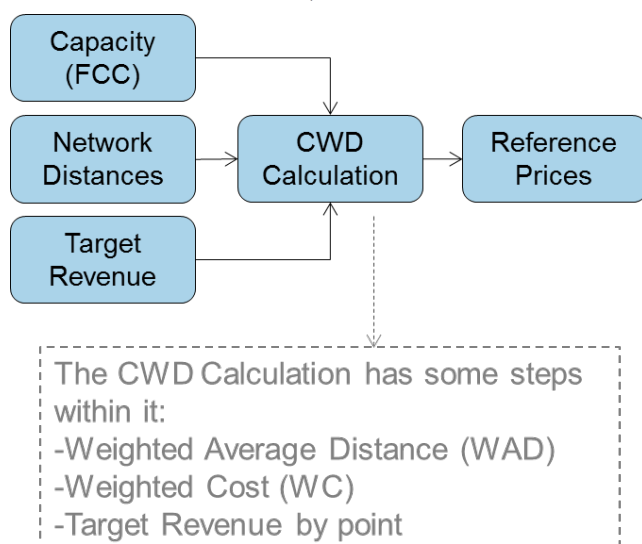 Capacity
(FCC)
Network
Distances
CWD
Calculation
Reference
Prices
Target
Revenue
The CWD Calculation has some steps
within it:
-Weighted Average Distance (WAD)
-Weighted Cost (WC)
-Target Revenue by point